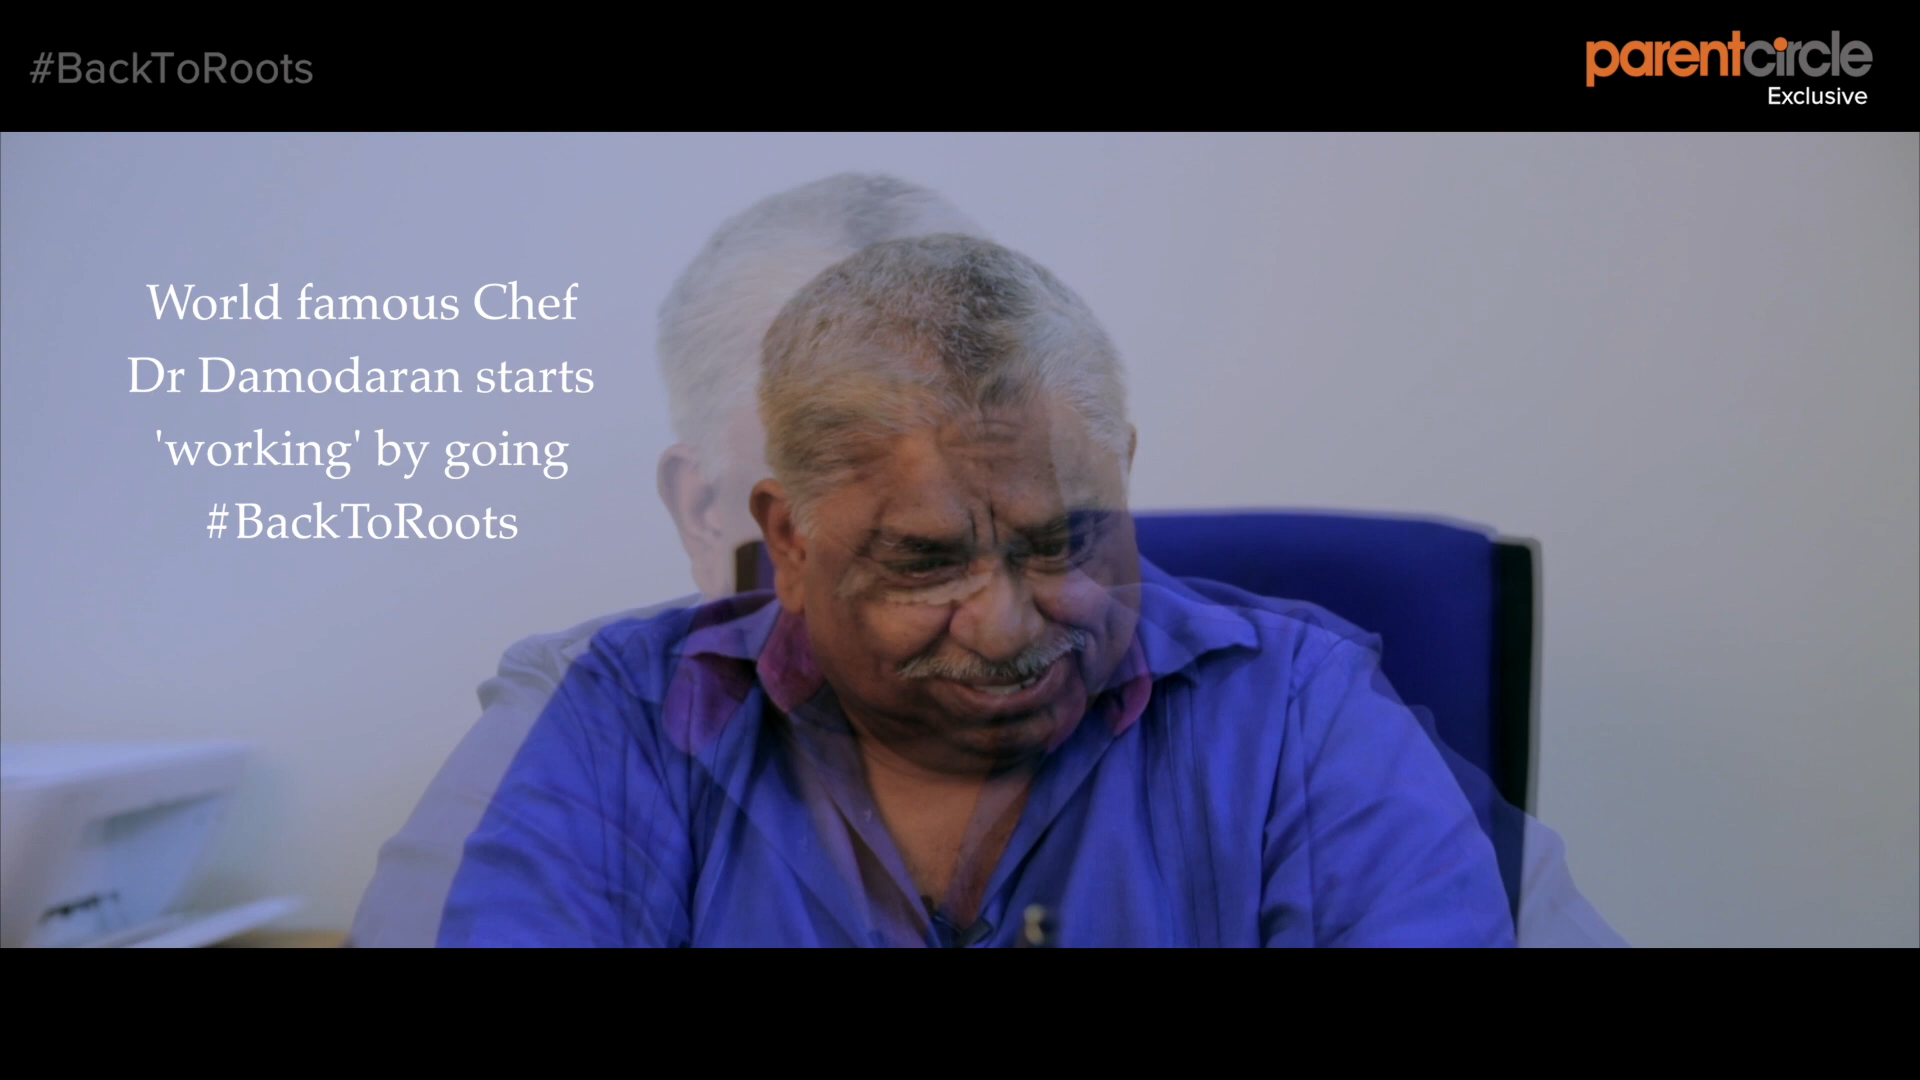 #BackToRoots
parentcircle
Exclusive
World famous Chef
Dr Damodaran starts
'working' by going
#BackToRoots